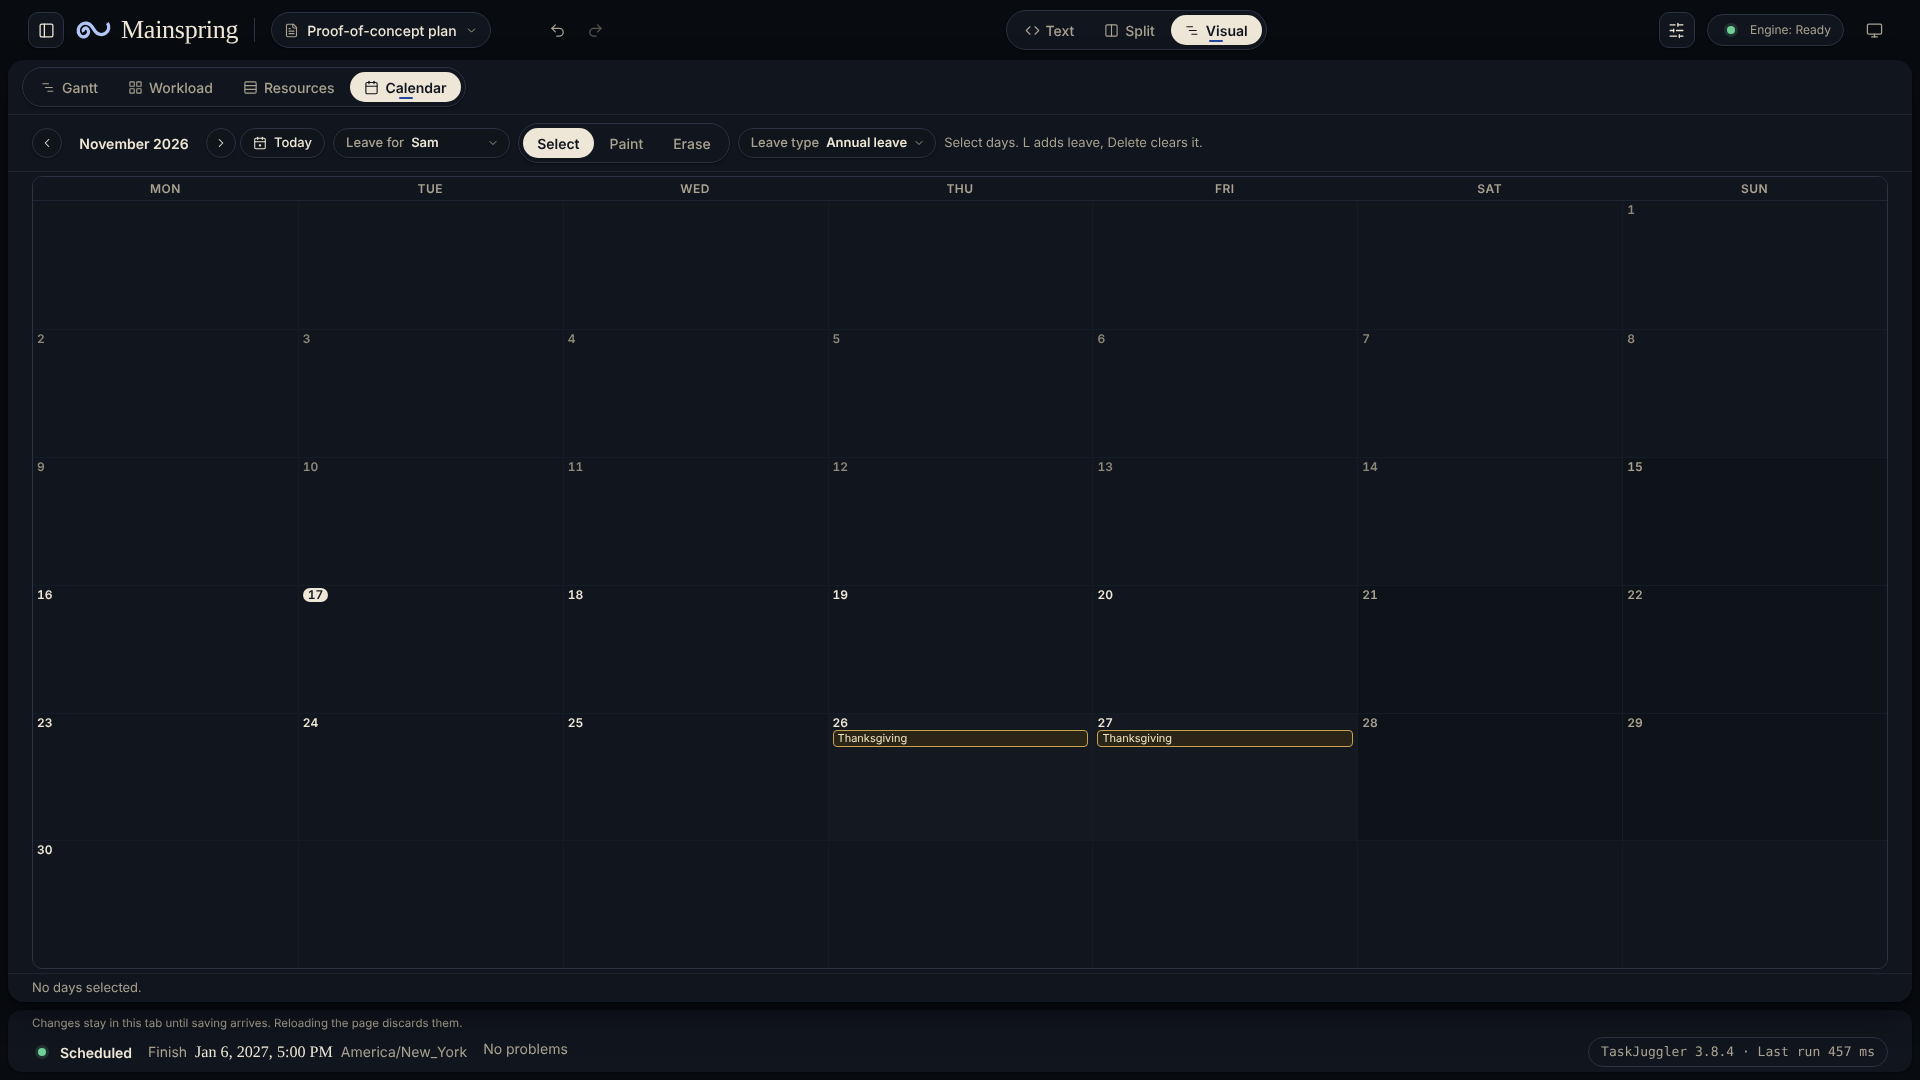 Mainspring Proof-of-concept plan Text Split Visual Engine: Ready
Gantt Workload Resources Calendar
November 2026 Today Leave for Sam Select Paint Erase Leave type Annual leave Select days. L adds leave, Delete clears it.
MON TUE WED THU FRI SAT SUN
1
2 3 4 5 6 7 8
9 10 11 12 13 14 15
16 17 18 19 20 21 22
23 24 25 26 27 28 29
Thanksgiving Thanksgiving
30
No days selected.
Changes stay in this tab until saving arrives. Reloading the page discards them.
Scheduled Finish Jan 6, 2027, 5:00 PM America/New_York No problems TaskJuggler 3.8.4 · Last run 457 ms